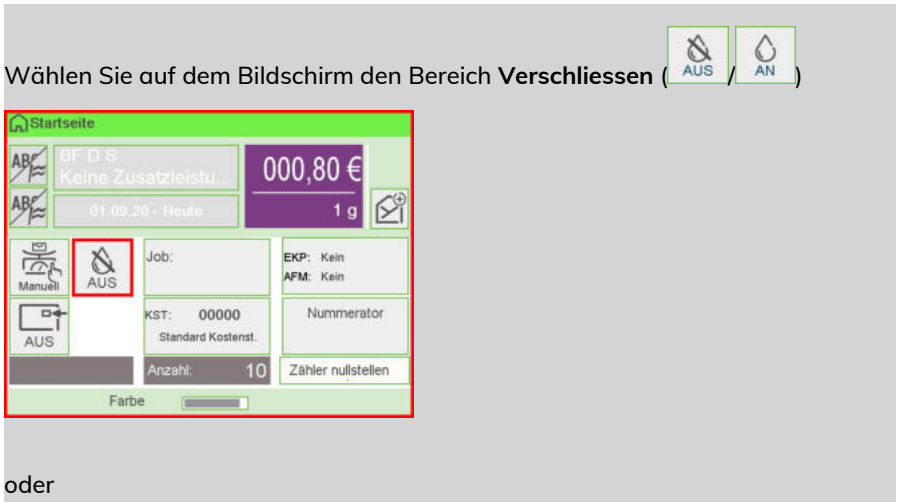 Wählen Sie auf dem Bildschirm den Bereich Verschliessen ( AUS / AN )
Startseite
ABC
BF D S
Keine Zusatzleistu...
000,80 €
ABC
01.09.20 - Heute
1 g
Manuell
AUS
Job:
EKP: Kein
AFM: Kein
AUS
KST: 00000
Standard Kostenst.
Nummerator
Anzahl: 10
Zähler nullstellen
Farbe
oder